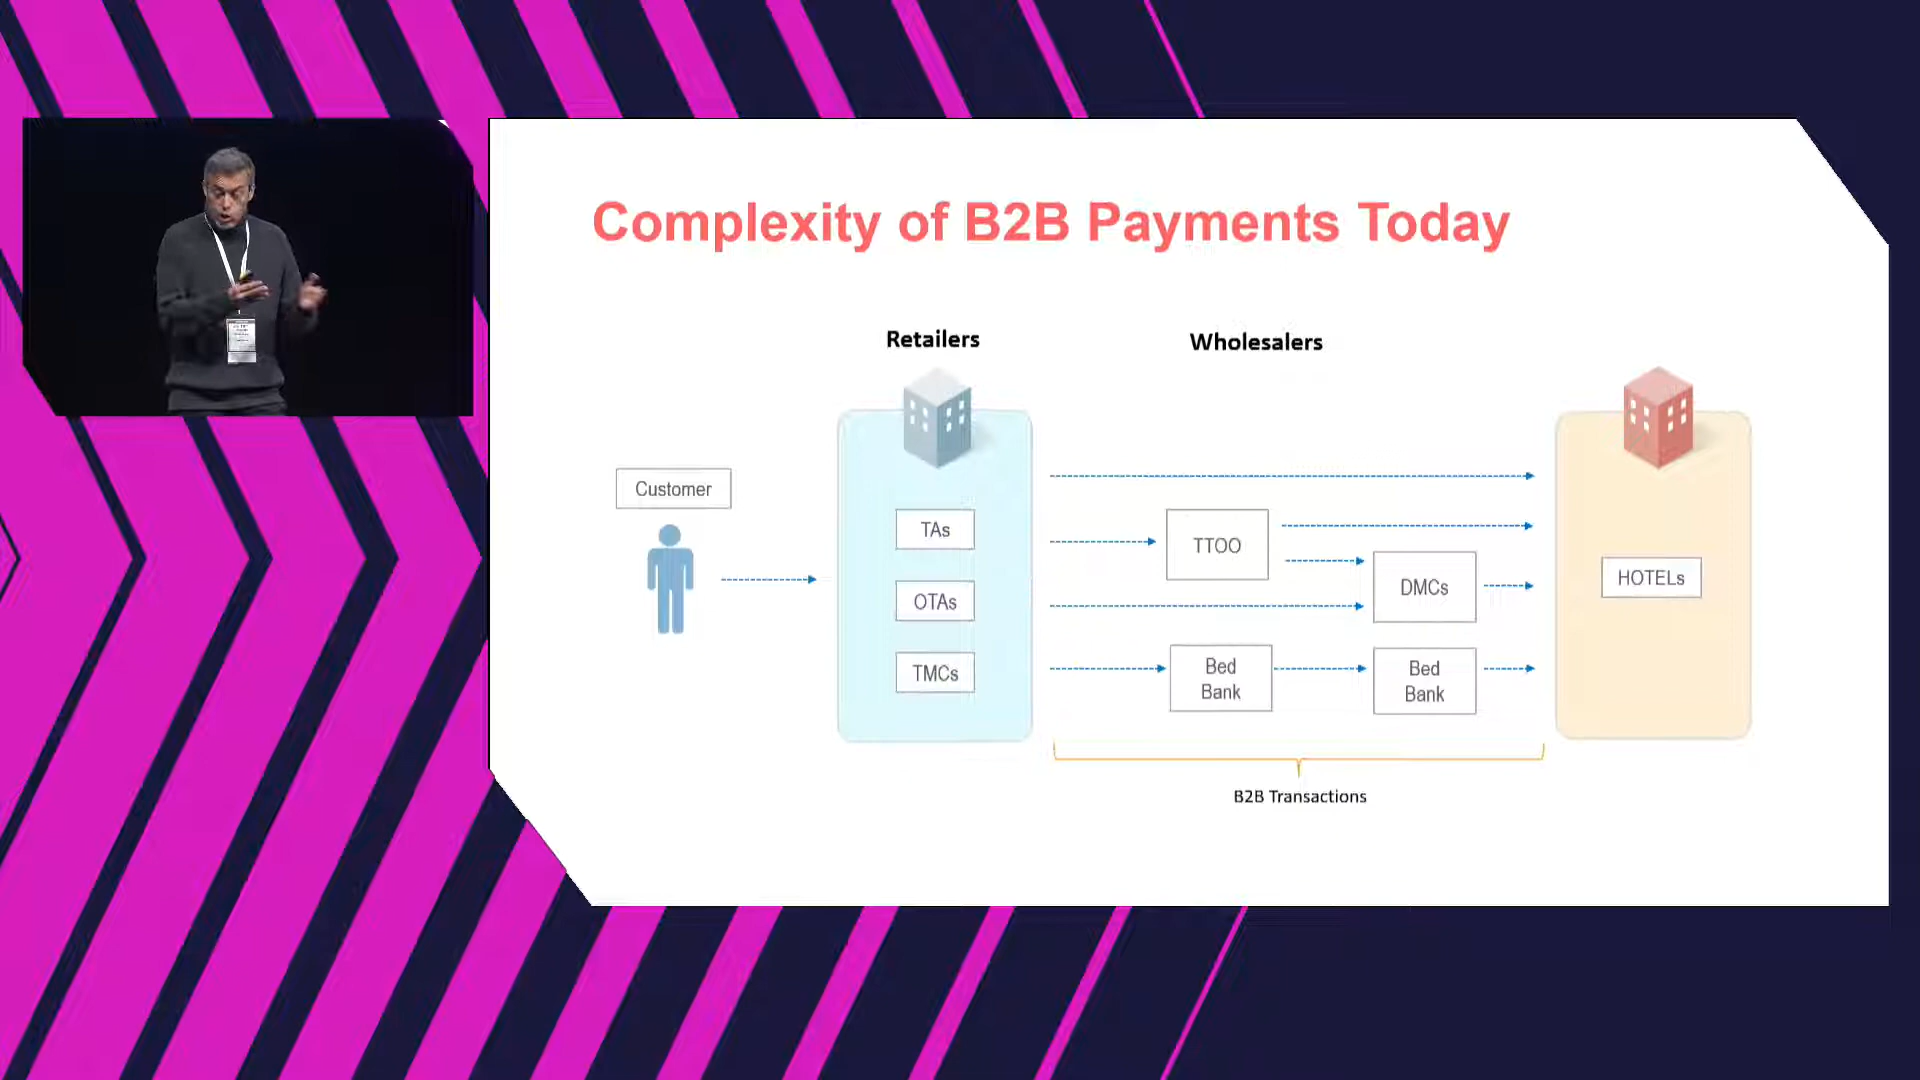 Complexity of B2B Payments Today
Retailers
Wholesalers
Customer
TAs
OTAs
TMCs
TTOO
DMCs
Bed
Bank
Bed
Bank
HOTELs
B2B Transactions